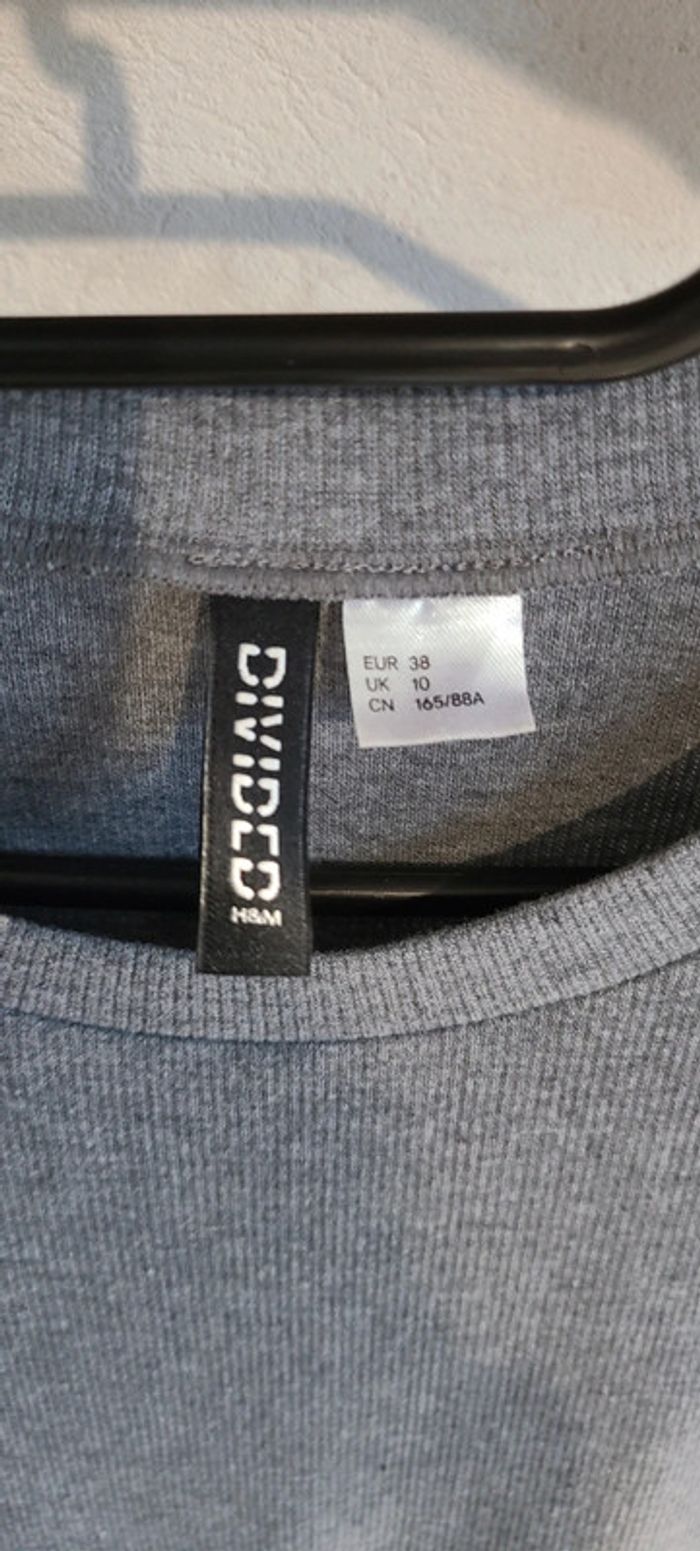 DIVIDED
H&M
EUR 38
UK 10
CN 165/88A